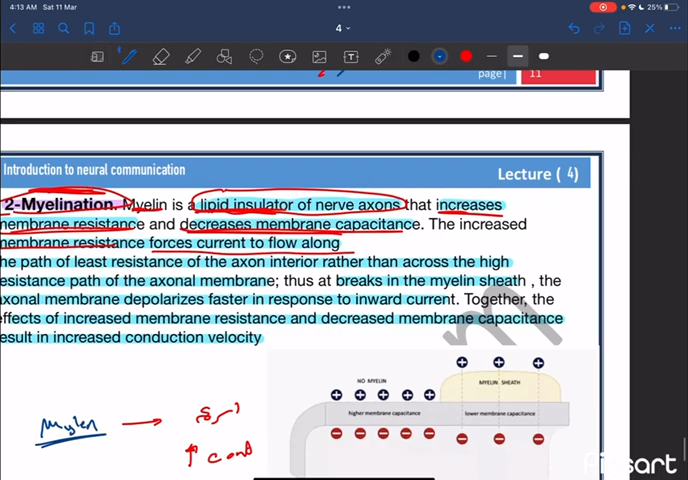 4:13 AM Sat 11 Mar
25%
4
page| 11
Introduction to neural communication
Lecture ( 4)
2-Myelination. Myelin is a lipid insulator of nerve axons that increases
membrane resistance and decreases membrane capacitance. The increased
membrane resistance forces current to flow along
the path of least resistance of the axon interior rather than across the high
esistance path of the axonal membrane; thus at breaks in the myelin sheath , the
axonal membrane depolarizes faster in response to inward current. Together, the
effects of increased membrane resistance and decreased membrane capacitance
esult in increased conduction velocity
NO MYELIN
MYELIN SHEATH
higher membrane capacitance
lower membrane capacitance
Mylen
↑ cond